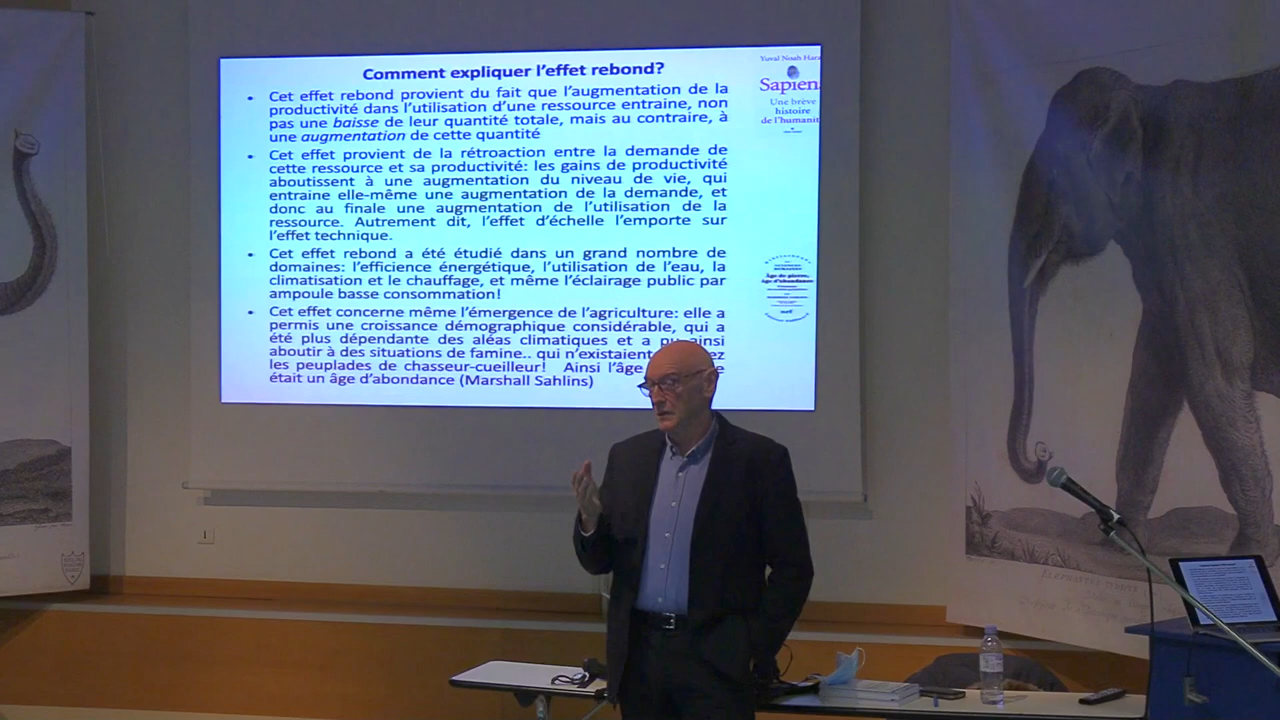 Comment expliquer l'effet rebond?
• Cet effet rebond provient du fait que l'augmentation de la
productivité dans l'utilisation d'une ressource entraine, non
pas une baisse de leur quantité totale, mais au contraire, à
une augmentation de cette quantité
• Cet effet provient de la rétroaction entre la demande de
cette ressource et sa productivité: les gains de productivité
aboutissent à une augmentation du niveau de vie, qui
entraine elle-même une augmentation de la demande, et
donc au finale une augmentation de l'utilisation de la
ressource. Autrement dit, l'effet d'échelle l'emporte sur
l'effet technique.
• Cet effet rebond a été étudié dans un grand nombre de
domaines: l'efficience énergétique, l'utilisation de l'eau, la
climatisation et le chauffage, et même l'éclairage public par
ampoule basse consommation!
• Cet effet concerne même l'émergence de l'agriculture: elle a
permis une croissance démographique considérable, qui a
été plus dépendante des aléas climatiques et a pu ainsi
aboutir à des situations de famine.. qui n'existaient
les peuplades de chasseur-cueilleur! Ainsi l'âge
était un âge d'abondance (Marshall Sahlins)
Yuval Noah Hara
Sapien
Une brève
histoire
de l'humanit
Âge de pierre,
âge d'abondance
nrf
1